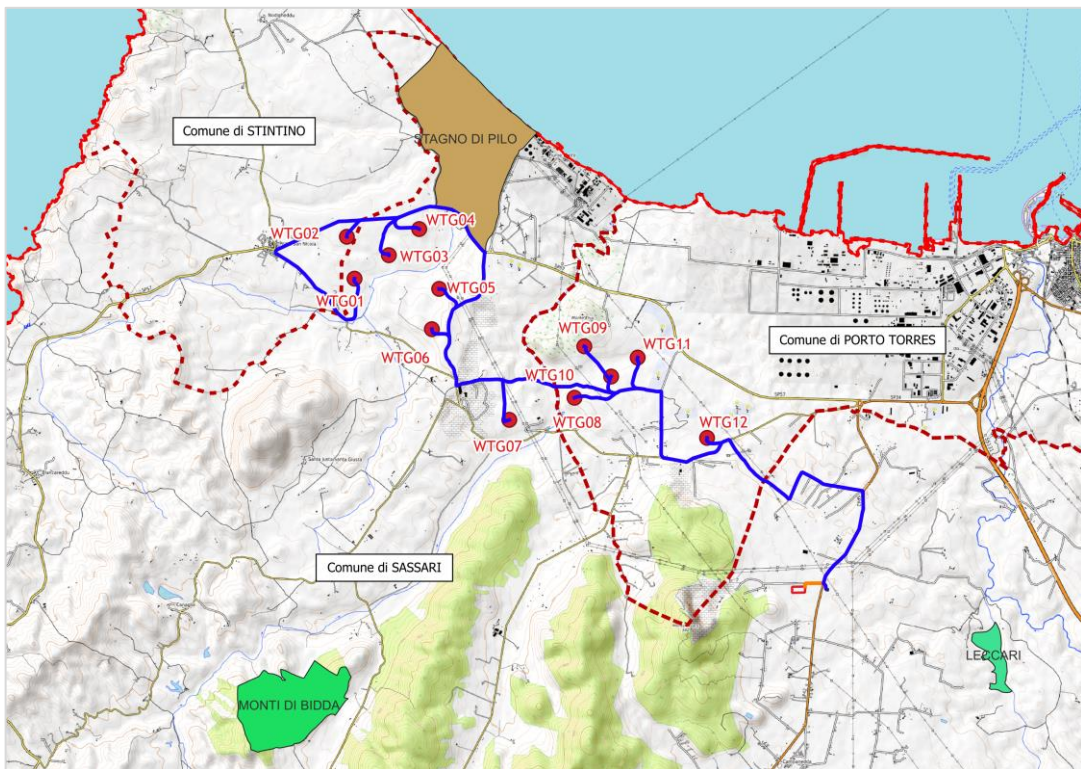 Comune di STINTINO
STAGNO DI PILO
WTG04
WTG02
WTG03
WTG05
WTG01
WTG09
WTG11
Comune di PORTO TORRES
WTG06
WTG10
WTG08
WTG12
WTG07
Comune di SASSARI
LECCARI
MONTI DI BIDDA